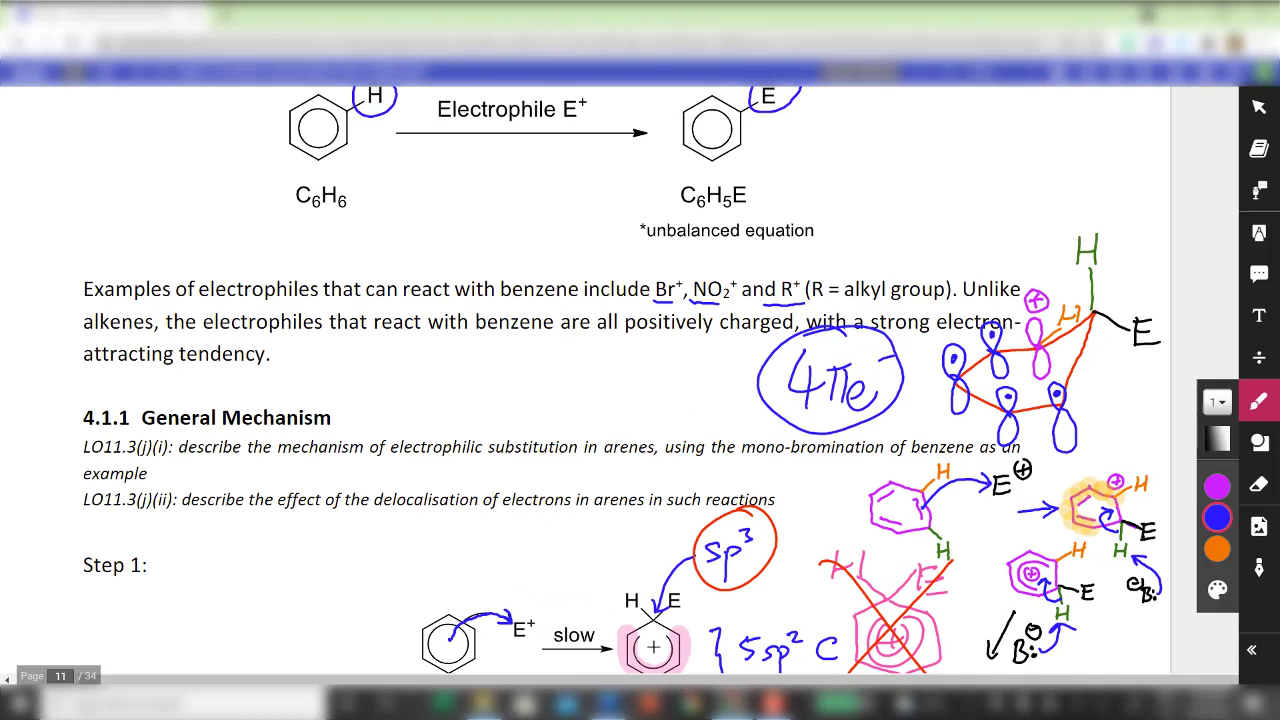 H
Electrophile E+
E
C6H6
C6H5E
*unbalanced equation
H
Examples of electrophiles that can react with benzene include Br+, NO2+ and R+ (R = alkyl group). Unlike
alkenes, the electrophiles that react with benzene are all positively charged, with a strong electron-
attracting tendency.
+
H
E
4πe
4.1.1 General Mechanism
LO11.3(j)(i): describe the mechanism of electrophilic substitution in arenes, using the mono-bromination of benzene as an
example
LO11.3(j)(ii): describe the effect of the delocalisation of electrons in arenes in such reactions
H
E+
H
+
H
E
H
sp3
Step 1:
H
+
E
H
B:
H E
H E
E+
slow
+
+
} 5sp2 C
B:
Page 11 / 34
1
T